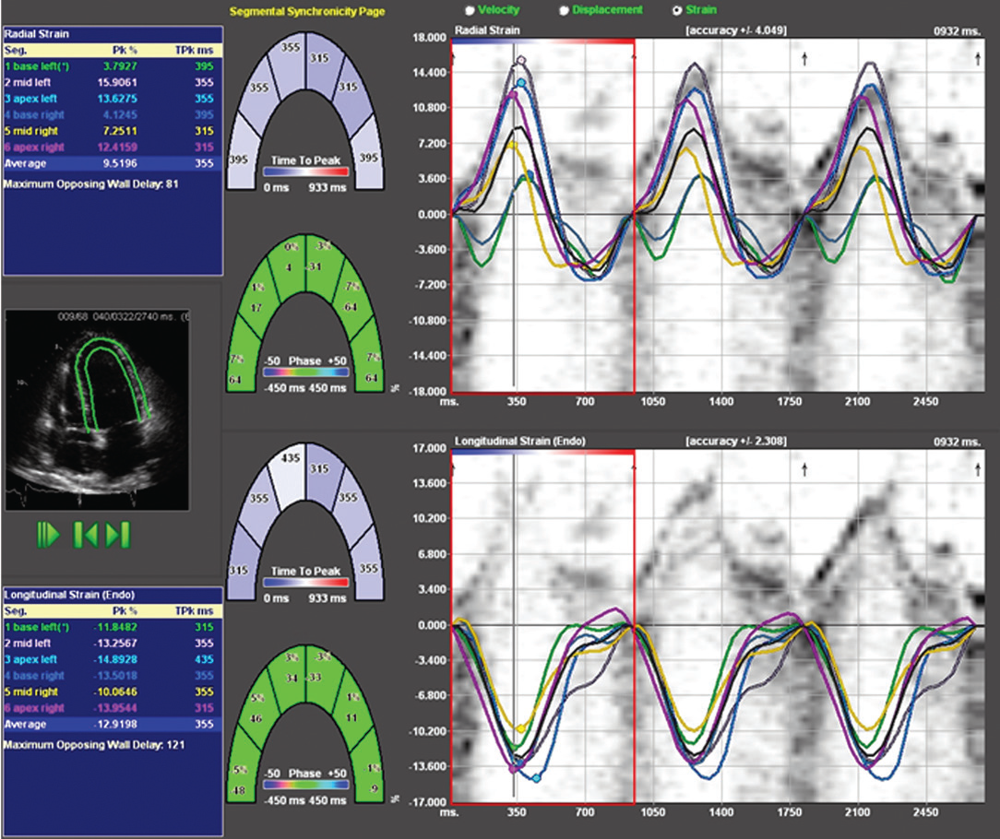 Segmental Synchronicity Page
Velocity Displacement Strain
Radial Strain
Seg. Pk % TPk ms
1 base left(*) 3.7927 395
2 mid left 15.9061 355
3 apex left 13.6275 355
4 base right 4.1245 395
5 mid right 7.2511 315
6 apex right 12.4159 315
Average 9.5196 355
Maximum Opposing Wall Delay: 81
355 315
355 315
395 395
Time To Peak
0 ms 933 ms
0% 3%
4 -31
1% 7%
17 64
7% 7%
64 64
-50 Phase +50
-450 ms 450 ms
%
Radial Strain [accuracy +/- 4.049] 0932 ms.
18.000
14.400
10.800
7.200
3.600
0.000
-3.600
-7.200
-10.800
-14.400
-18.000
ms. 350 700 1050 1400 1750 2100 2450
009/68 040/0322/2740 ms. (6
Longitudinal Strain (Endo)
Seg. Pk % TPk ms
1 base left(*) -11.8482 315
2 mid left -13.2567 355
3 apex left -14.8928 435
4 base right -13.5018 355
5 mid right -10.0646 355
6 apex right -13.9544 315
Average -12.9198 355
Maximum Opposing Wall Delay: 121
435 315
355 355
315 355
Time To Peak
0 ms 933 ms
3% -3%
34 -33
5% 1%
46 11
5% -1%
48 -9
-50 Phase +50
-450 ms 450 ms
%
Longitudinal Strain (Endo) [accuracy +/- 2.308] 0932 ms.
17.000
13.600
10.200
6.800
3.400
0.000
-3.400
-6.800
-10.200
-13.600
-17.000
ms. 350 700 1050 1400 1750 2100 2450